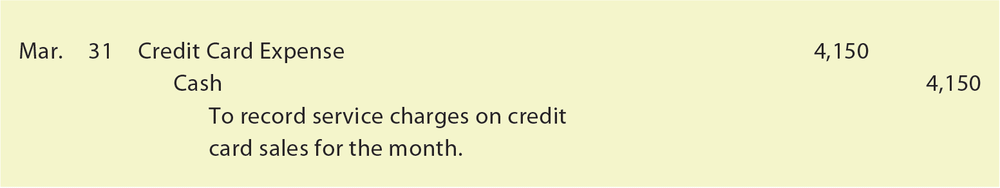 Mar. 31 Credit Card Expense 4,150
Cash 4,150
To record service charges on credit
card sales for the month.